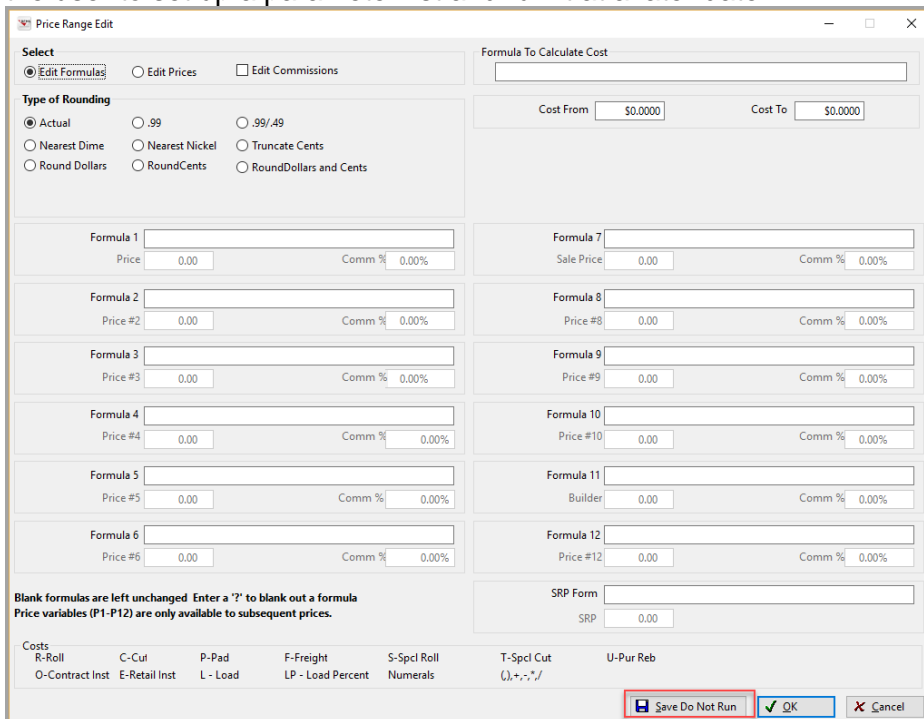 Price Range Edit
Select
Edit Formulas Edit Prices Edit Commissions
Formula To Calculate Cost
Type of Rounding
Actual .99 .99/.49
Nearest Dime Nearest Nickel Truncate Cents
Round Dollars RoundCents RoundDollars and Cents
Cost From $0.0000 Cost To $0.0000
Formula 1
Price 0.00 Comm % 0.00%
Formula 7
Sale Price 0.00 Comm % 0.00%
Formula 2
Price #2 0.00 Comm % 0.00%
Formula 8
Price #8 0.00 Comm % 0.00%
Formula 3
Price #3 0.00 Comm % 0.00%
Formula 9
Price #9 0.00 Comm % 0.00%
Formula 4
Price #4 0.00 Comm % 0.00%
Formula 10
Price #10 0.00 Comm % 0.00%
Formula 5
Price #5 0.00 Comm % 0.00%
Formula 11
Builder 0.00 Comm % 0.00%
Formula 6
Price #6 0.00 Comm % 0.00%
Formula 12
Price #12 0.00 Comm % 0.00%
Blank formulas are left unchanged Enter a '?' to blank out a formula
Price variables (P1-P12) are only available to subsequent prices.
SRP Form
SRP 0.00
Costs
R-Roll C-Cut P-Pad F-Freight S-Spcl Roll T-Spcl Cut U-Pur Reb
O-Contract Inst E-Retail Inst L - Load LP - Load Percent Numerals (,),+,-,*,/
Save Do Not Run OK Cancel